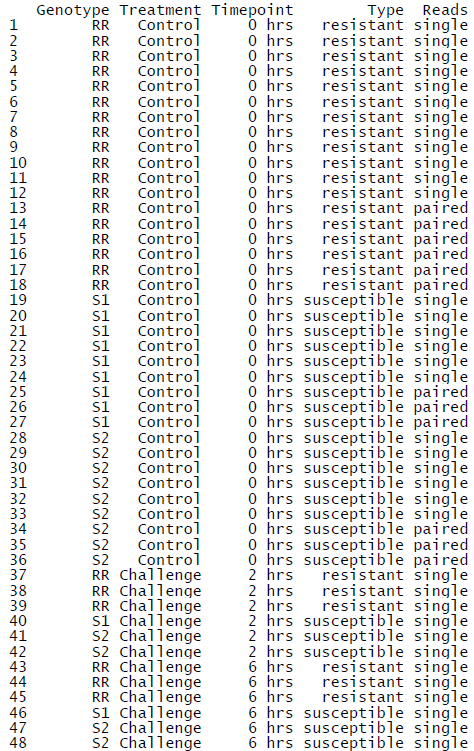 Genotype Treatment Timepoint Type Reads
1 RR Control 0 hrs resistant single
2 RR Control 0 hrs resistant single
3 RR Control 0 hrs resistant single
4 RR Control 0 hrs resistant single
5 RR Control 0 hrs resistant single
6 RR Control 0 hrs resistant single
7 RR Control 0 hrs resistant single
8 RR Control 0 hrs resistant single
9 RR Control 0 hrs resistant single
10 RR Control 0 hrs resistant single
11 RR Control 0 hrs resistant single
12 RR Control 0 hrs resistant single
13 RR Control 0 hrs resistant paired
14 RR Control 0 hrs resistant paired
15 RR Control 0 hrs resistant paired
16 RR Control 0 hrs resistant paired
17 RR Control 0 hrs resistant paired
18 RR Control 0 hrs resistant paired
19 S1 Control 0 hrs susceptible single
20 S1 Control 0 hrs susceptible single
21 S1 Control 0 hrs susceptible single
22 S1 Control 0 hrs susceptible single
23 S1 Control 0 hrs susceptible single
24 S1 Control 0 hrs susceptible single
25 S1 Control 0 hrs susceptible paired
26 S1 Control 0 hrs susceptible paired
27 S1 Control 0 hrs susceptible paired
28 S2 Control 0 hrs susceptible single
29 S2 Control 0 hrs susceptible single
30 S2 Control 0 hrs susceptible single
31 S2 Control 0 hrs susceptible single
32 S2 Control 0 hrs susceptible single
33 S2 Control 0 hrs susceptible single
34 S2 Control 0 hrs susceptible paired
35 S2 Control 0 hrs susceptible paired
36 S2 Control 0 hrs susceptible paired
37 RR Challenge 2 hrs resistant single
38 RR Challenge 2 hrs resistant single
39 RR Challenge 2 hrs resistant single
40 S1 Challenge 2 hrs susceptible single
41 S2 Challenge 2 hrs susceptible single
42 S2 Challenge 2 hrs susceptible single
43 RR Challenge 6 hrs resistant single
44 RR Challenge 6 hrs resistant single
45 RR Challenge 6 hrs resistant single
46 S1 Challenge 6 hrs susceptible single
47 S2 Challenge 6 hrs susceptible single
48 S2 Challenge 6 hrs susceptible single